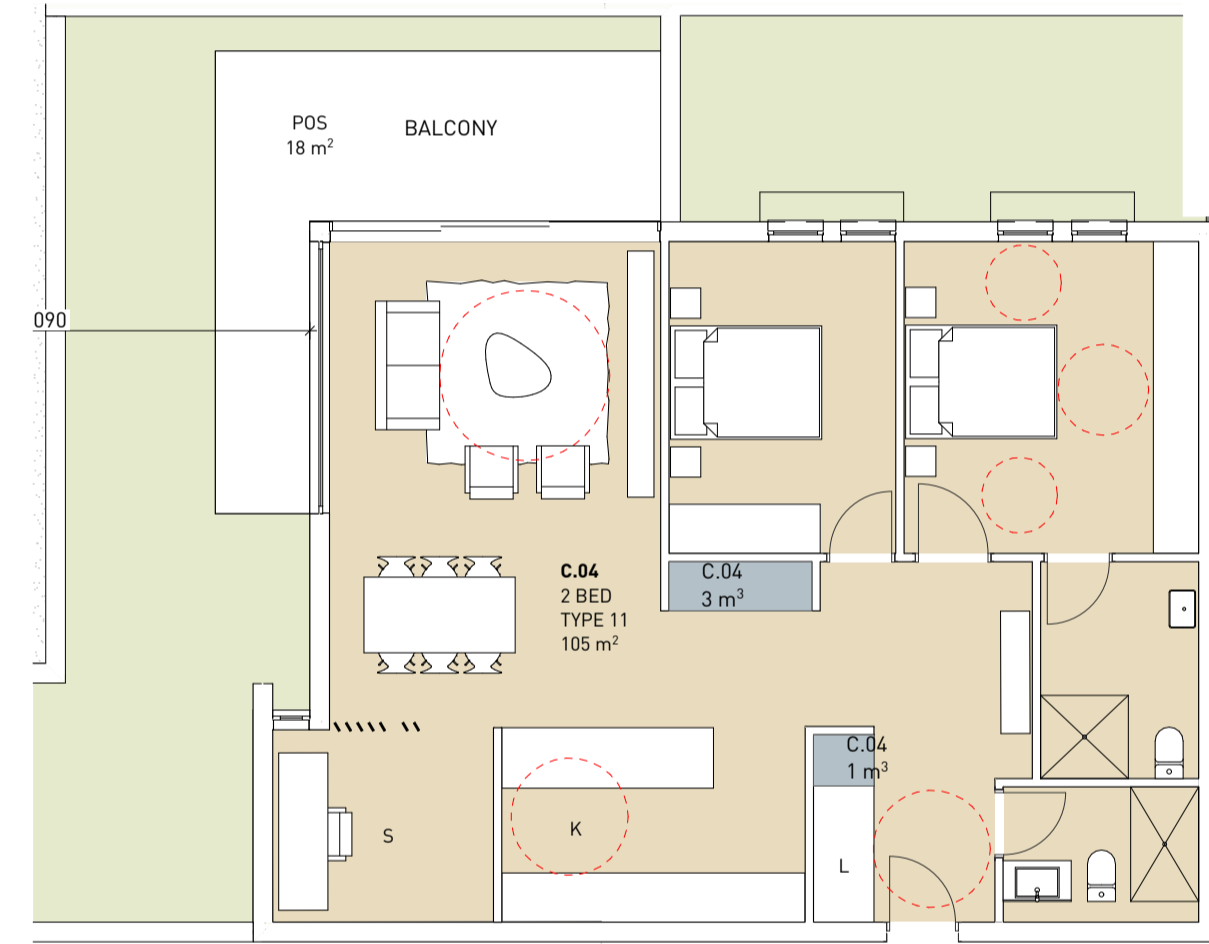 POS
18 m²
BALCONY
090
C.04
2 BED
TYPE 11
105 m²
C.04
3 m³
C.04
1 m³
S
K
L